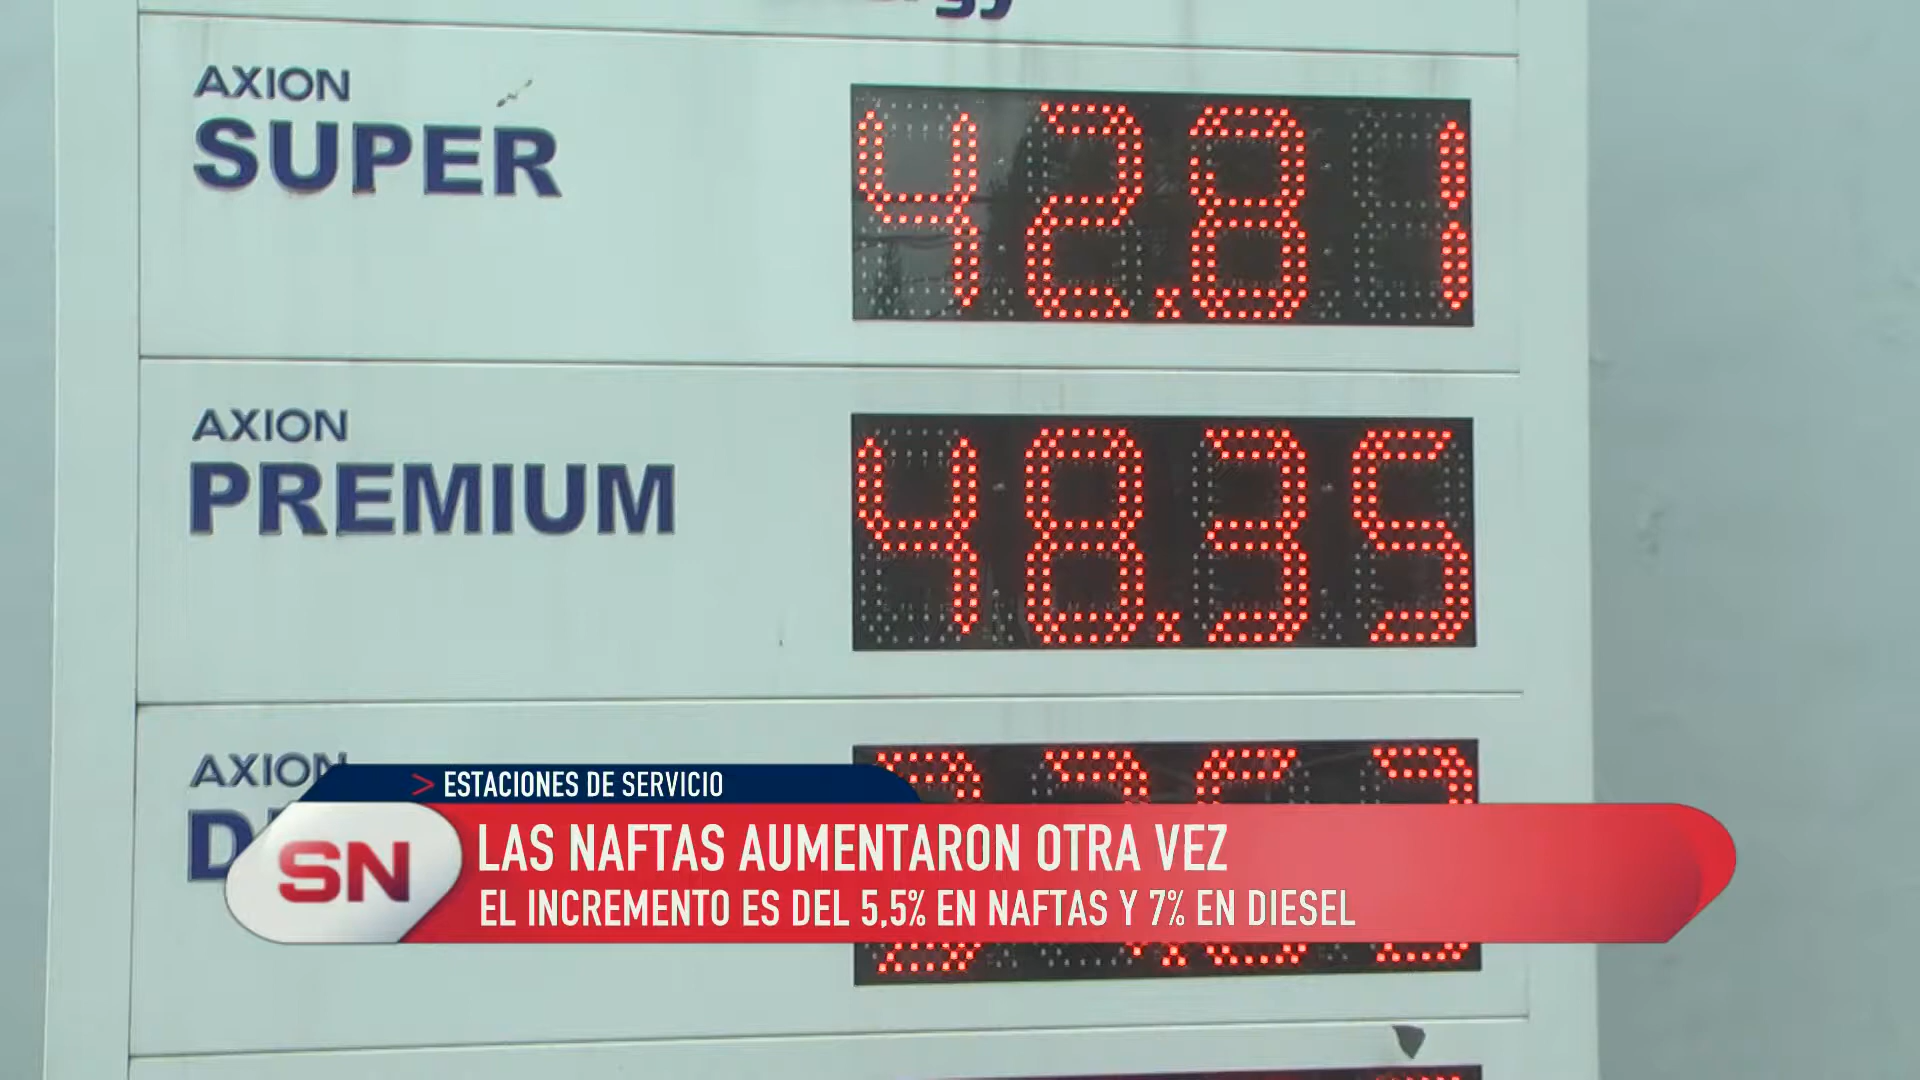 AXION
SUPER
42.81
AXION
PREMIUM
48.35
AXION
> ESTACIONES DE SERVICIO
SN
LAS NAFTAS AUMENTARON OTRA VEZ
EL INCREMENTO ES DEL 5,5% EN NAFTAS Y 7% EN DIESEL